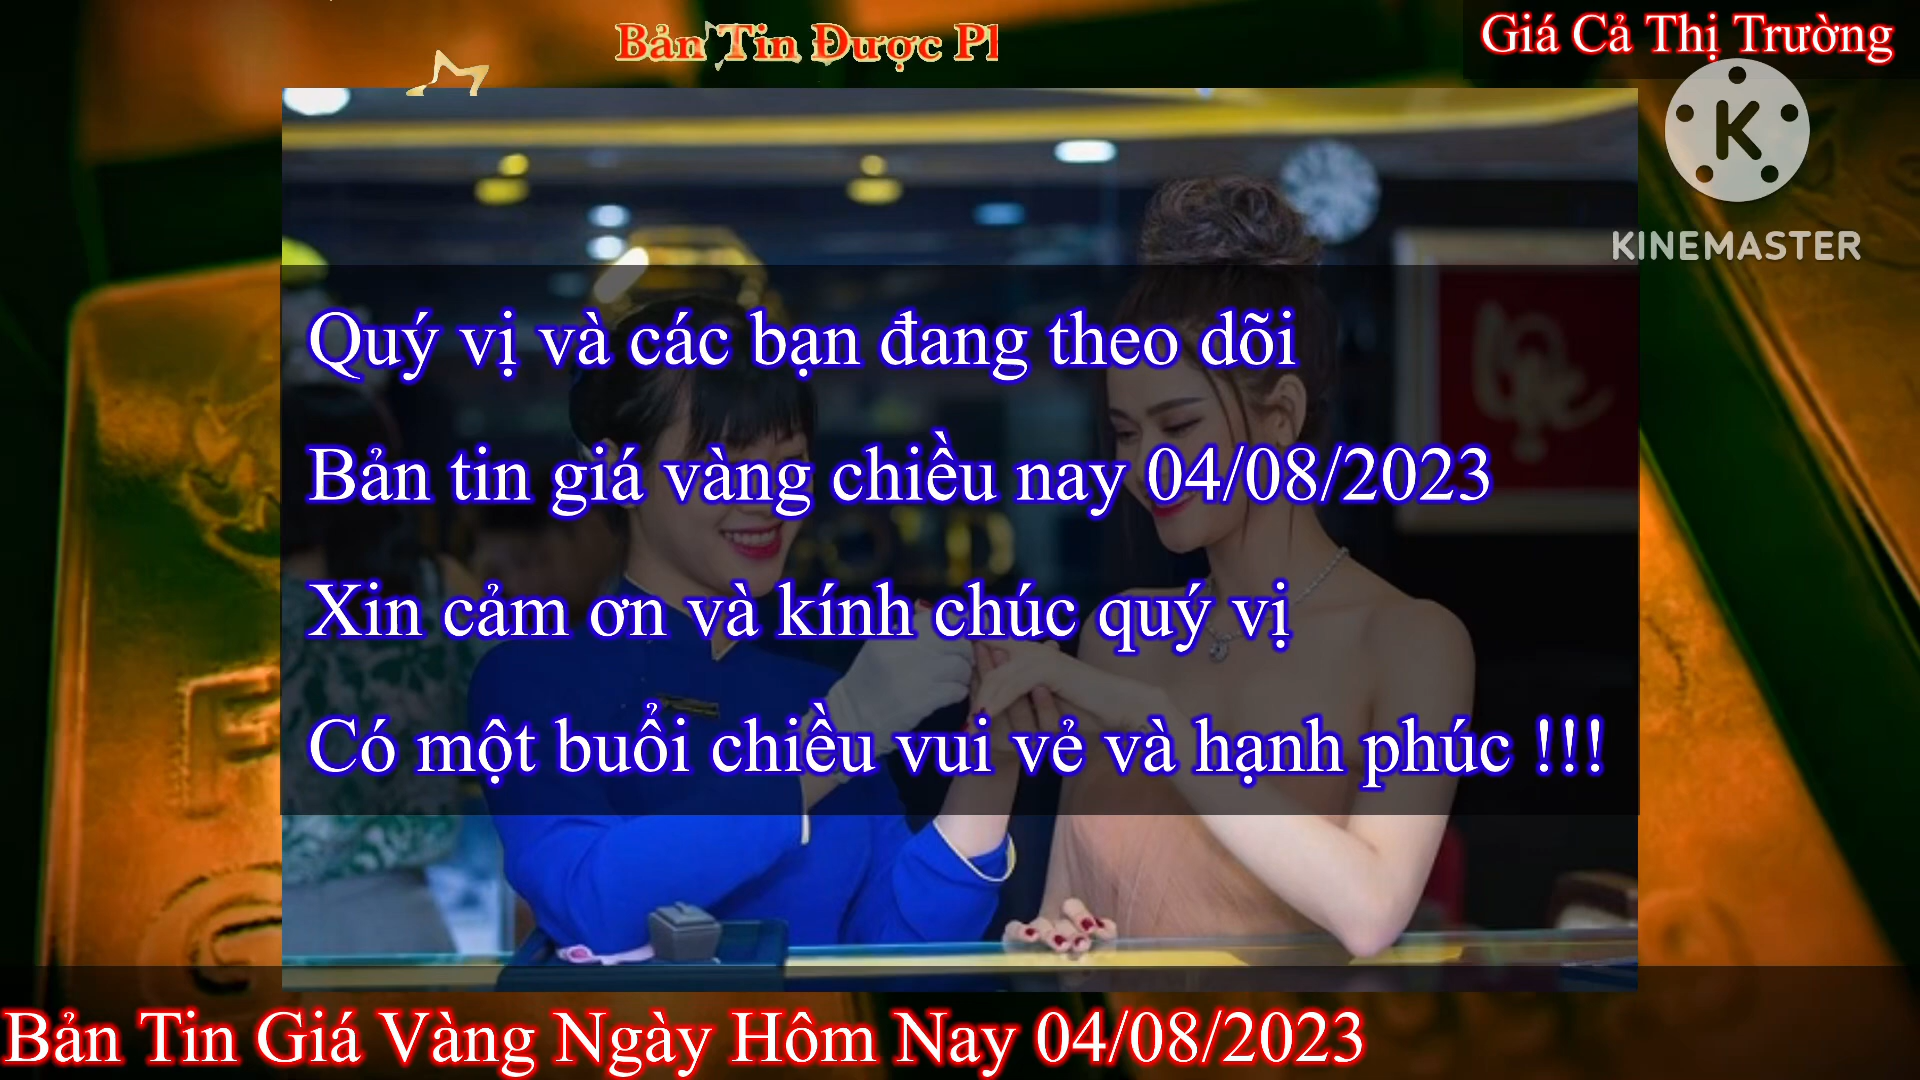 Bản Tin Được
Giá Cả Thị Trường
K
KINEMASTER
Quý vị và các bạn đang theo dõi
Bản tin giá vàng chiều nay 04/08/2023
Xin cảm ơn và kính chúc quý vị
Có một buổi chiều vui vẻ và hạnh phúc !!!
Bản Tin Giá Vàng Ngày Hôm Nay 04/08/2023